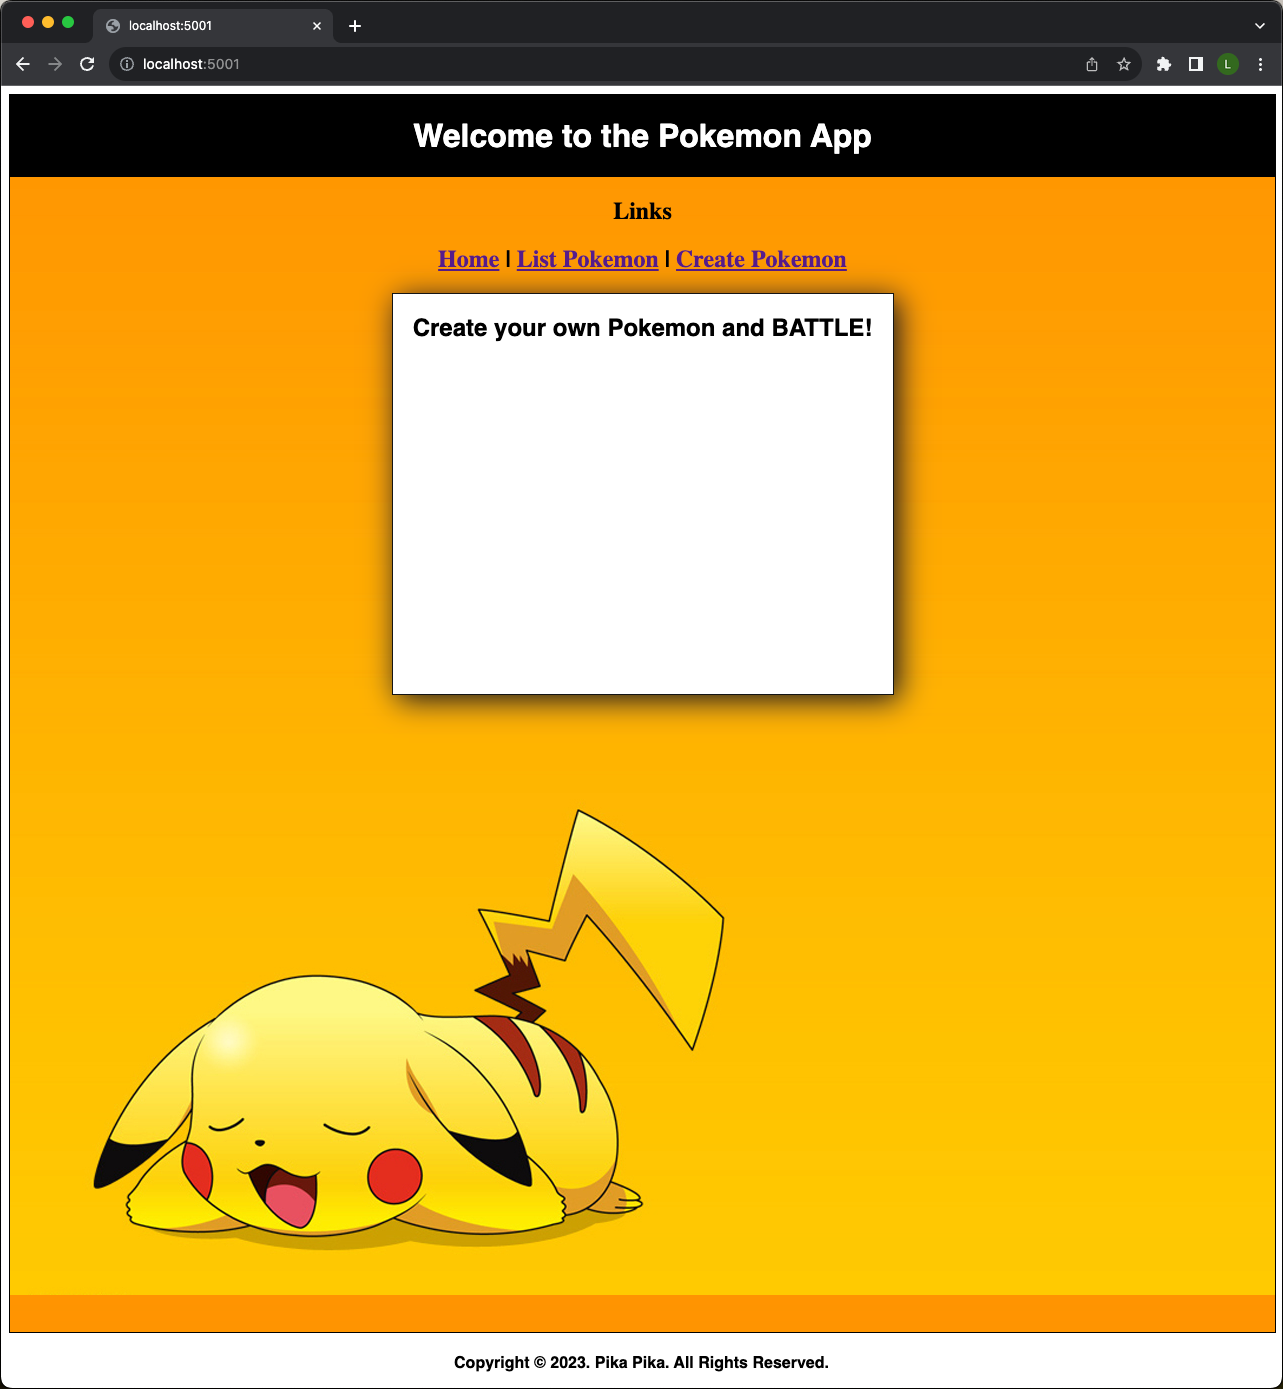 localhost:5001
localhost:5001
L
Welcome to the Pokemon App
Links
Home | List Pokemon | Create Pokemon
Create your own Pokemon and BATTLE!
Copyright © 2023. Pika Pika. All Rights Reserved.